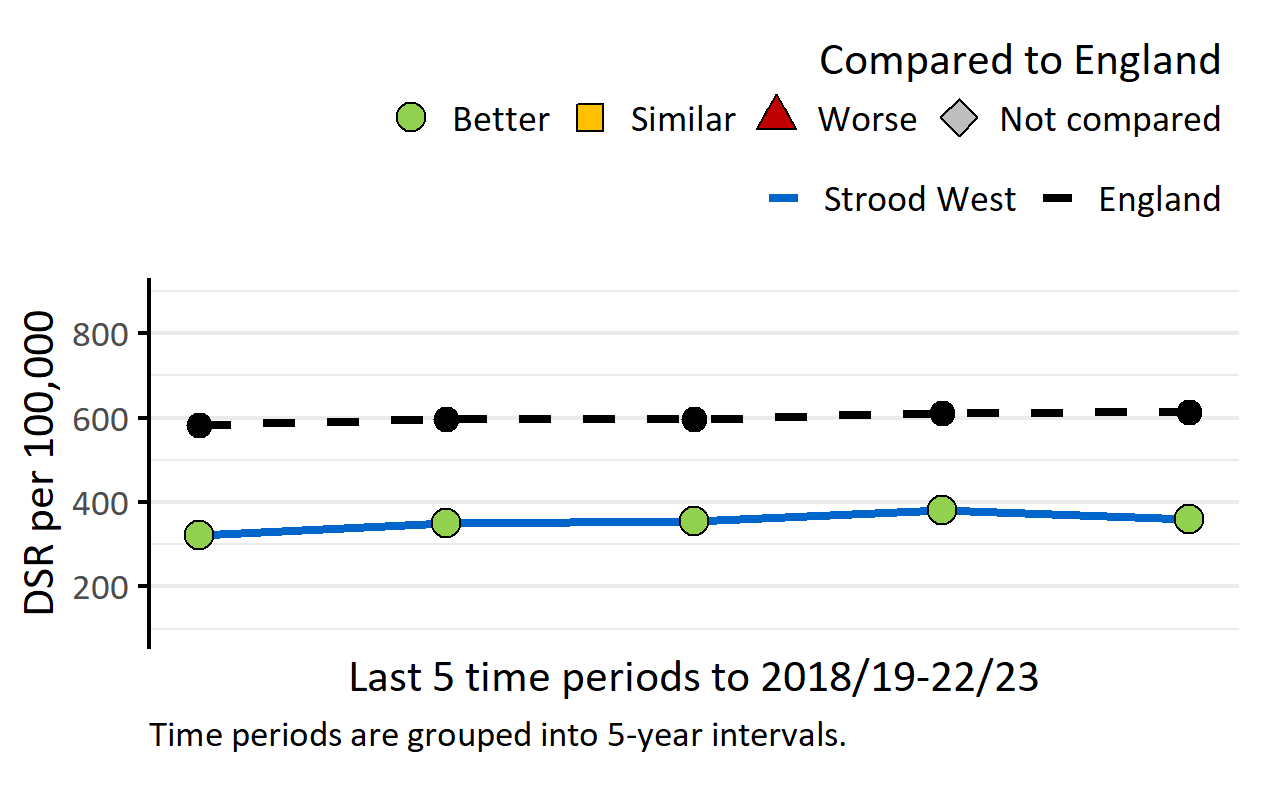 Compared to England
Better Similar Worse Not compared
Strood West England
DSR per 100,000
800
600
400
200
Last 5 time periods to 2018/19-22/23
Time periods are grouped into 5-year intervals.